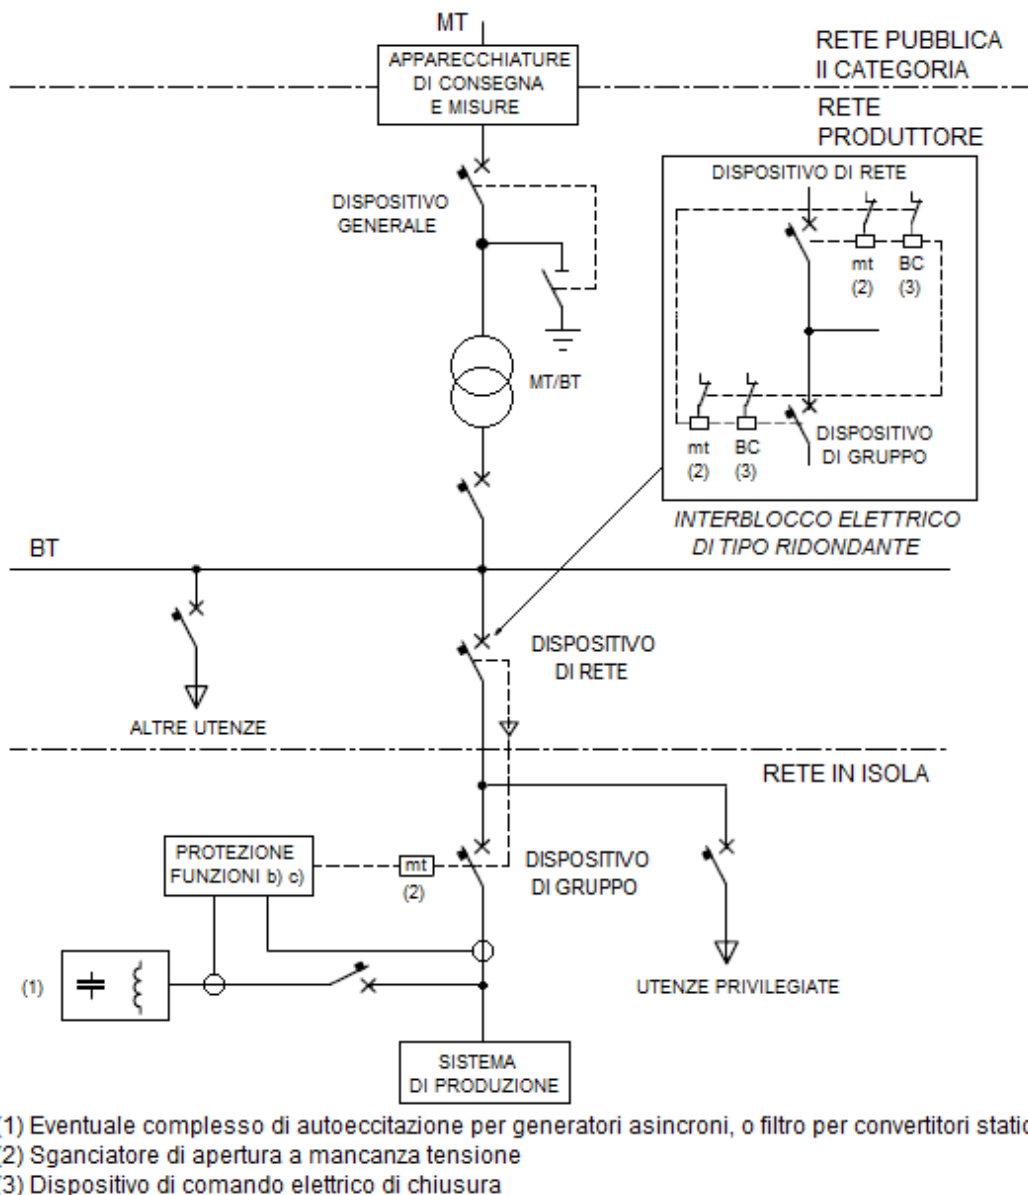 MT
RETE PUBBLICA
II CATEGORIA
APPARECCHIATURE
DI CONSEGNA
E MISURE
RETE
PRODUTTORE
DISPOSITIVO DI RETE
DISPOSITIVO
GENERALE
mt
BC
(2)
(3)
MT/BT
DISPOSITIVO
DI GRUPPO
mt
BC
(2)
(3)
INTERBLOCCO ELETTRICO
DI TIPO RIDONDANTE
BT
DISPOSITIVO
DI RETE
ALTRE UTENZE
RETE IN ISOLA
PROTEZIONE
FUNZIONI b) c)
mt
(2)
DISPOSITIVO
DI GRUPPO
(1)
UTENZE PRIVILEGIATE
SISTEMA
DI PRODUZIONE
(1) Eventuale complesso di autoeccitazione per generatori asincroni, o filtro per convertitori static
(2) Sganciatore di apertura a mancanza tensione
(3) Dispositivo di comando elettrico di chiusura